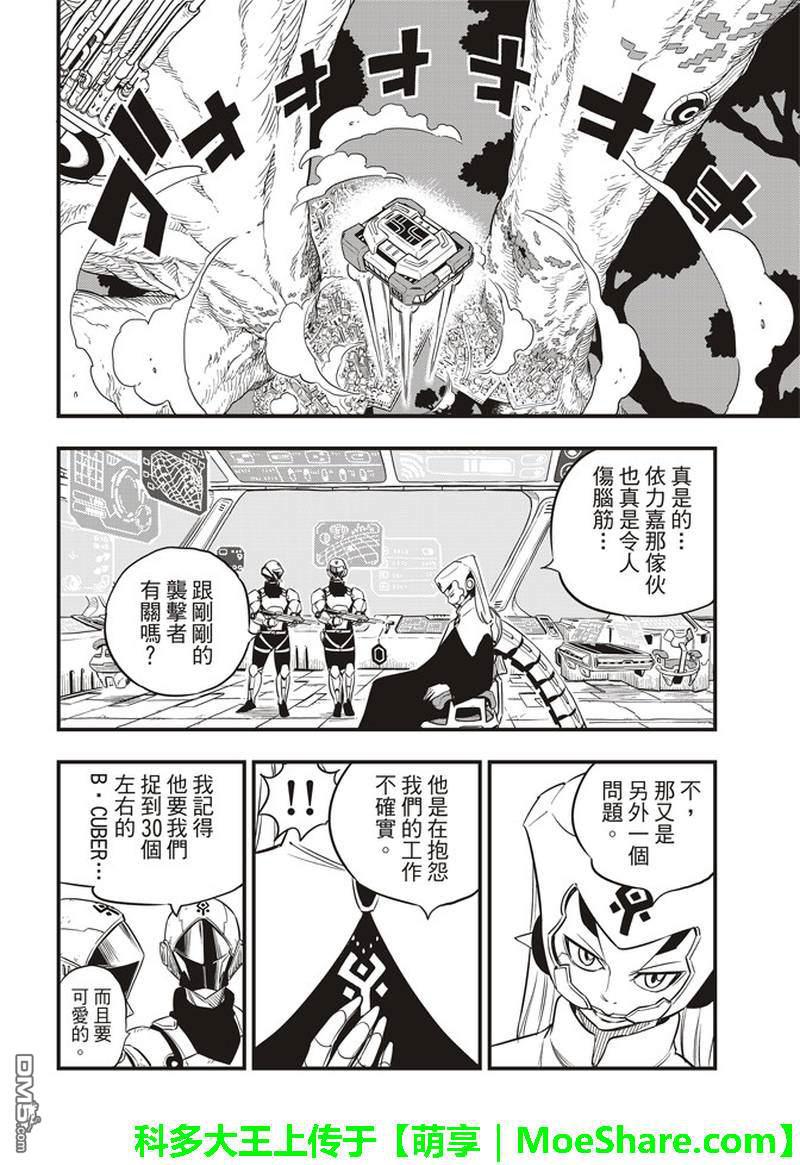 ゴオオオオオオ
真是的…
依力嘉那傢伙
也真是令人
傷腦筋…
跟剛剛的
襲擊者
有關嗎？
不，
那又是
另外一個
問題。
他是在抱怨
我們的工作
不確實。
!!
我記得
他要我們
捉到30個
左右的
B·CUBER…
而且要
可愛的。
DM5
科多大王上传于【萌享 | MoeShare.com】